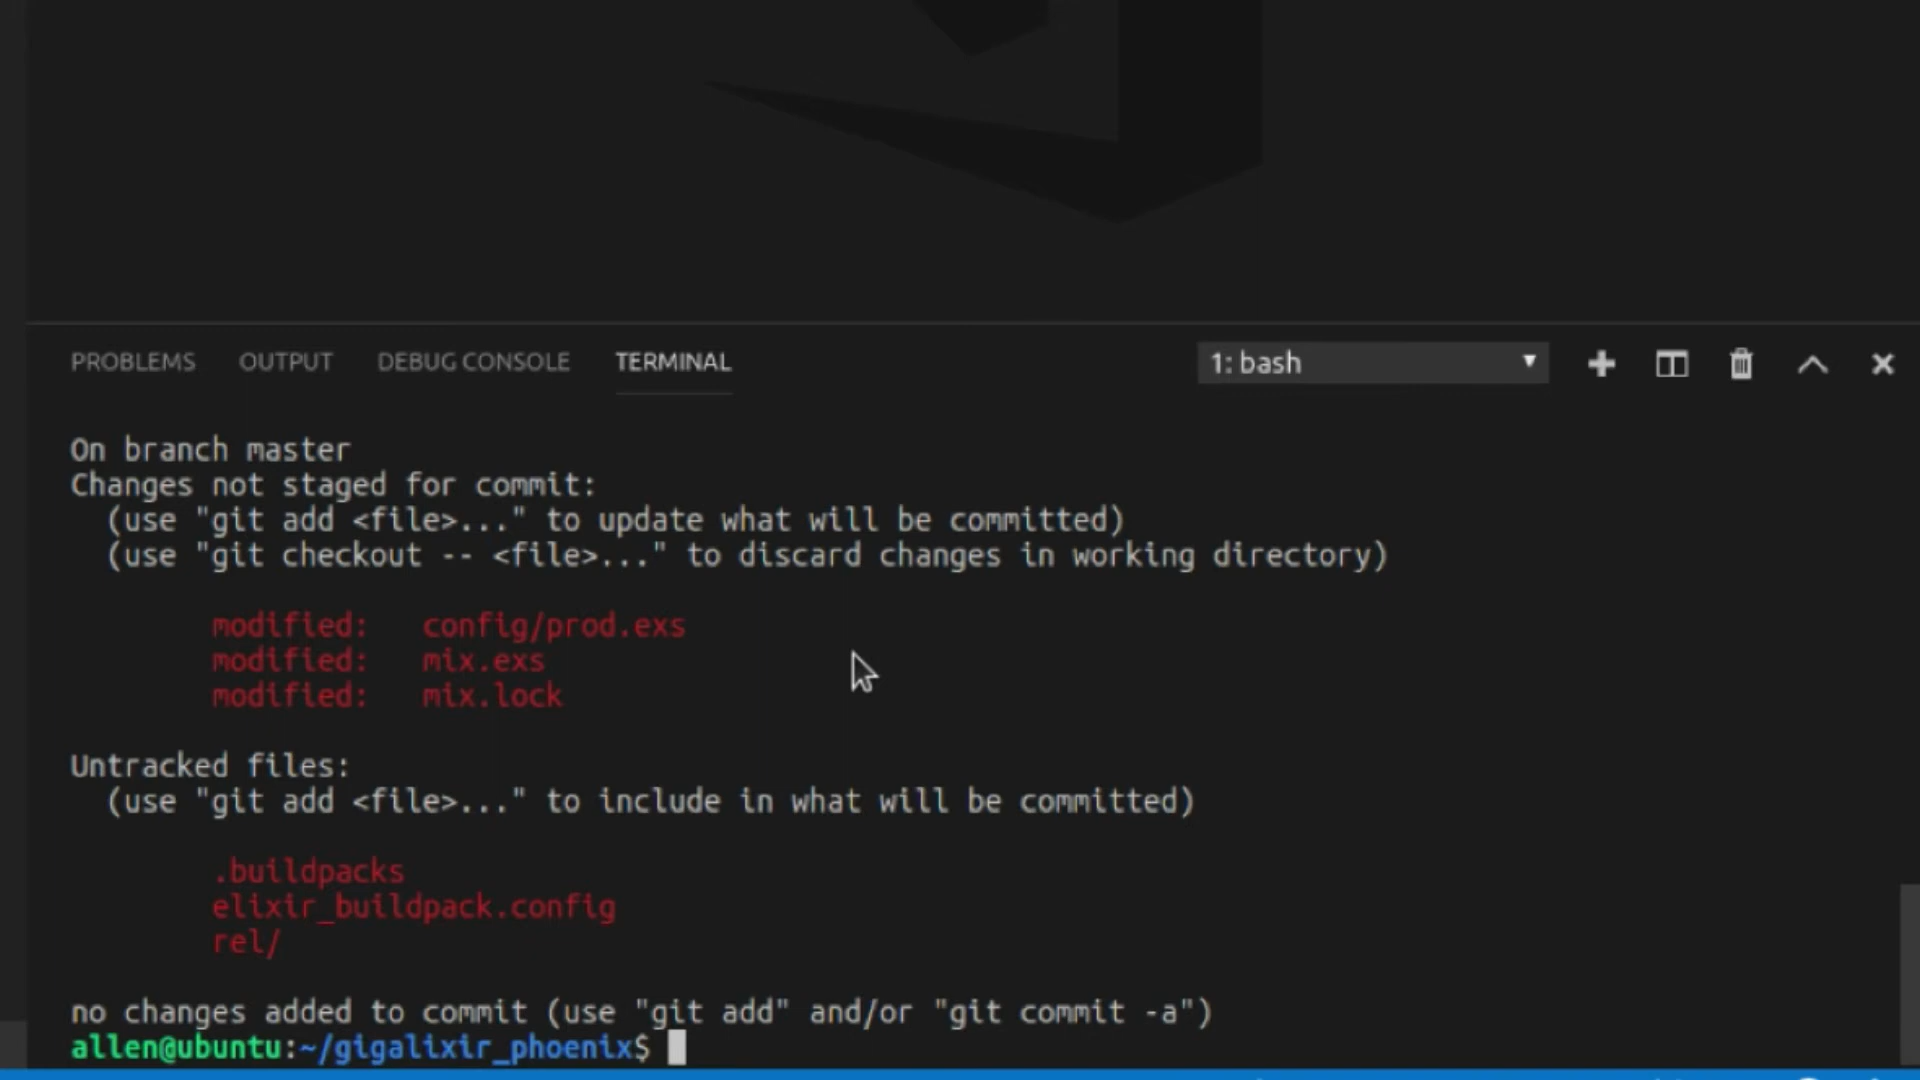 PROBLEMS OUTPUT DEBUG CONSOLE TERMINAL 1: bash
On branch master
Changes not staged for commit:
  (use "git add <file>..." to update what will be committed)
  (use "git checkout -- <file>..." to discard changes in working directory)
        modified:   config/prod.exs
        modified:   mix.exs
        modified:   mix.lock
Untracked files:
  (use "git add <file>..." to include in what will be committed)
        .buildpacks
        elixir_buildpack.config
        rel/
no changes added to commit (use "git add" and/or "git commit -a")
allen@ubuntu:~/gigalixir_phoenix$